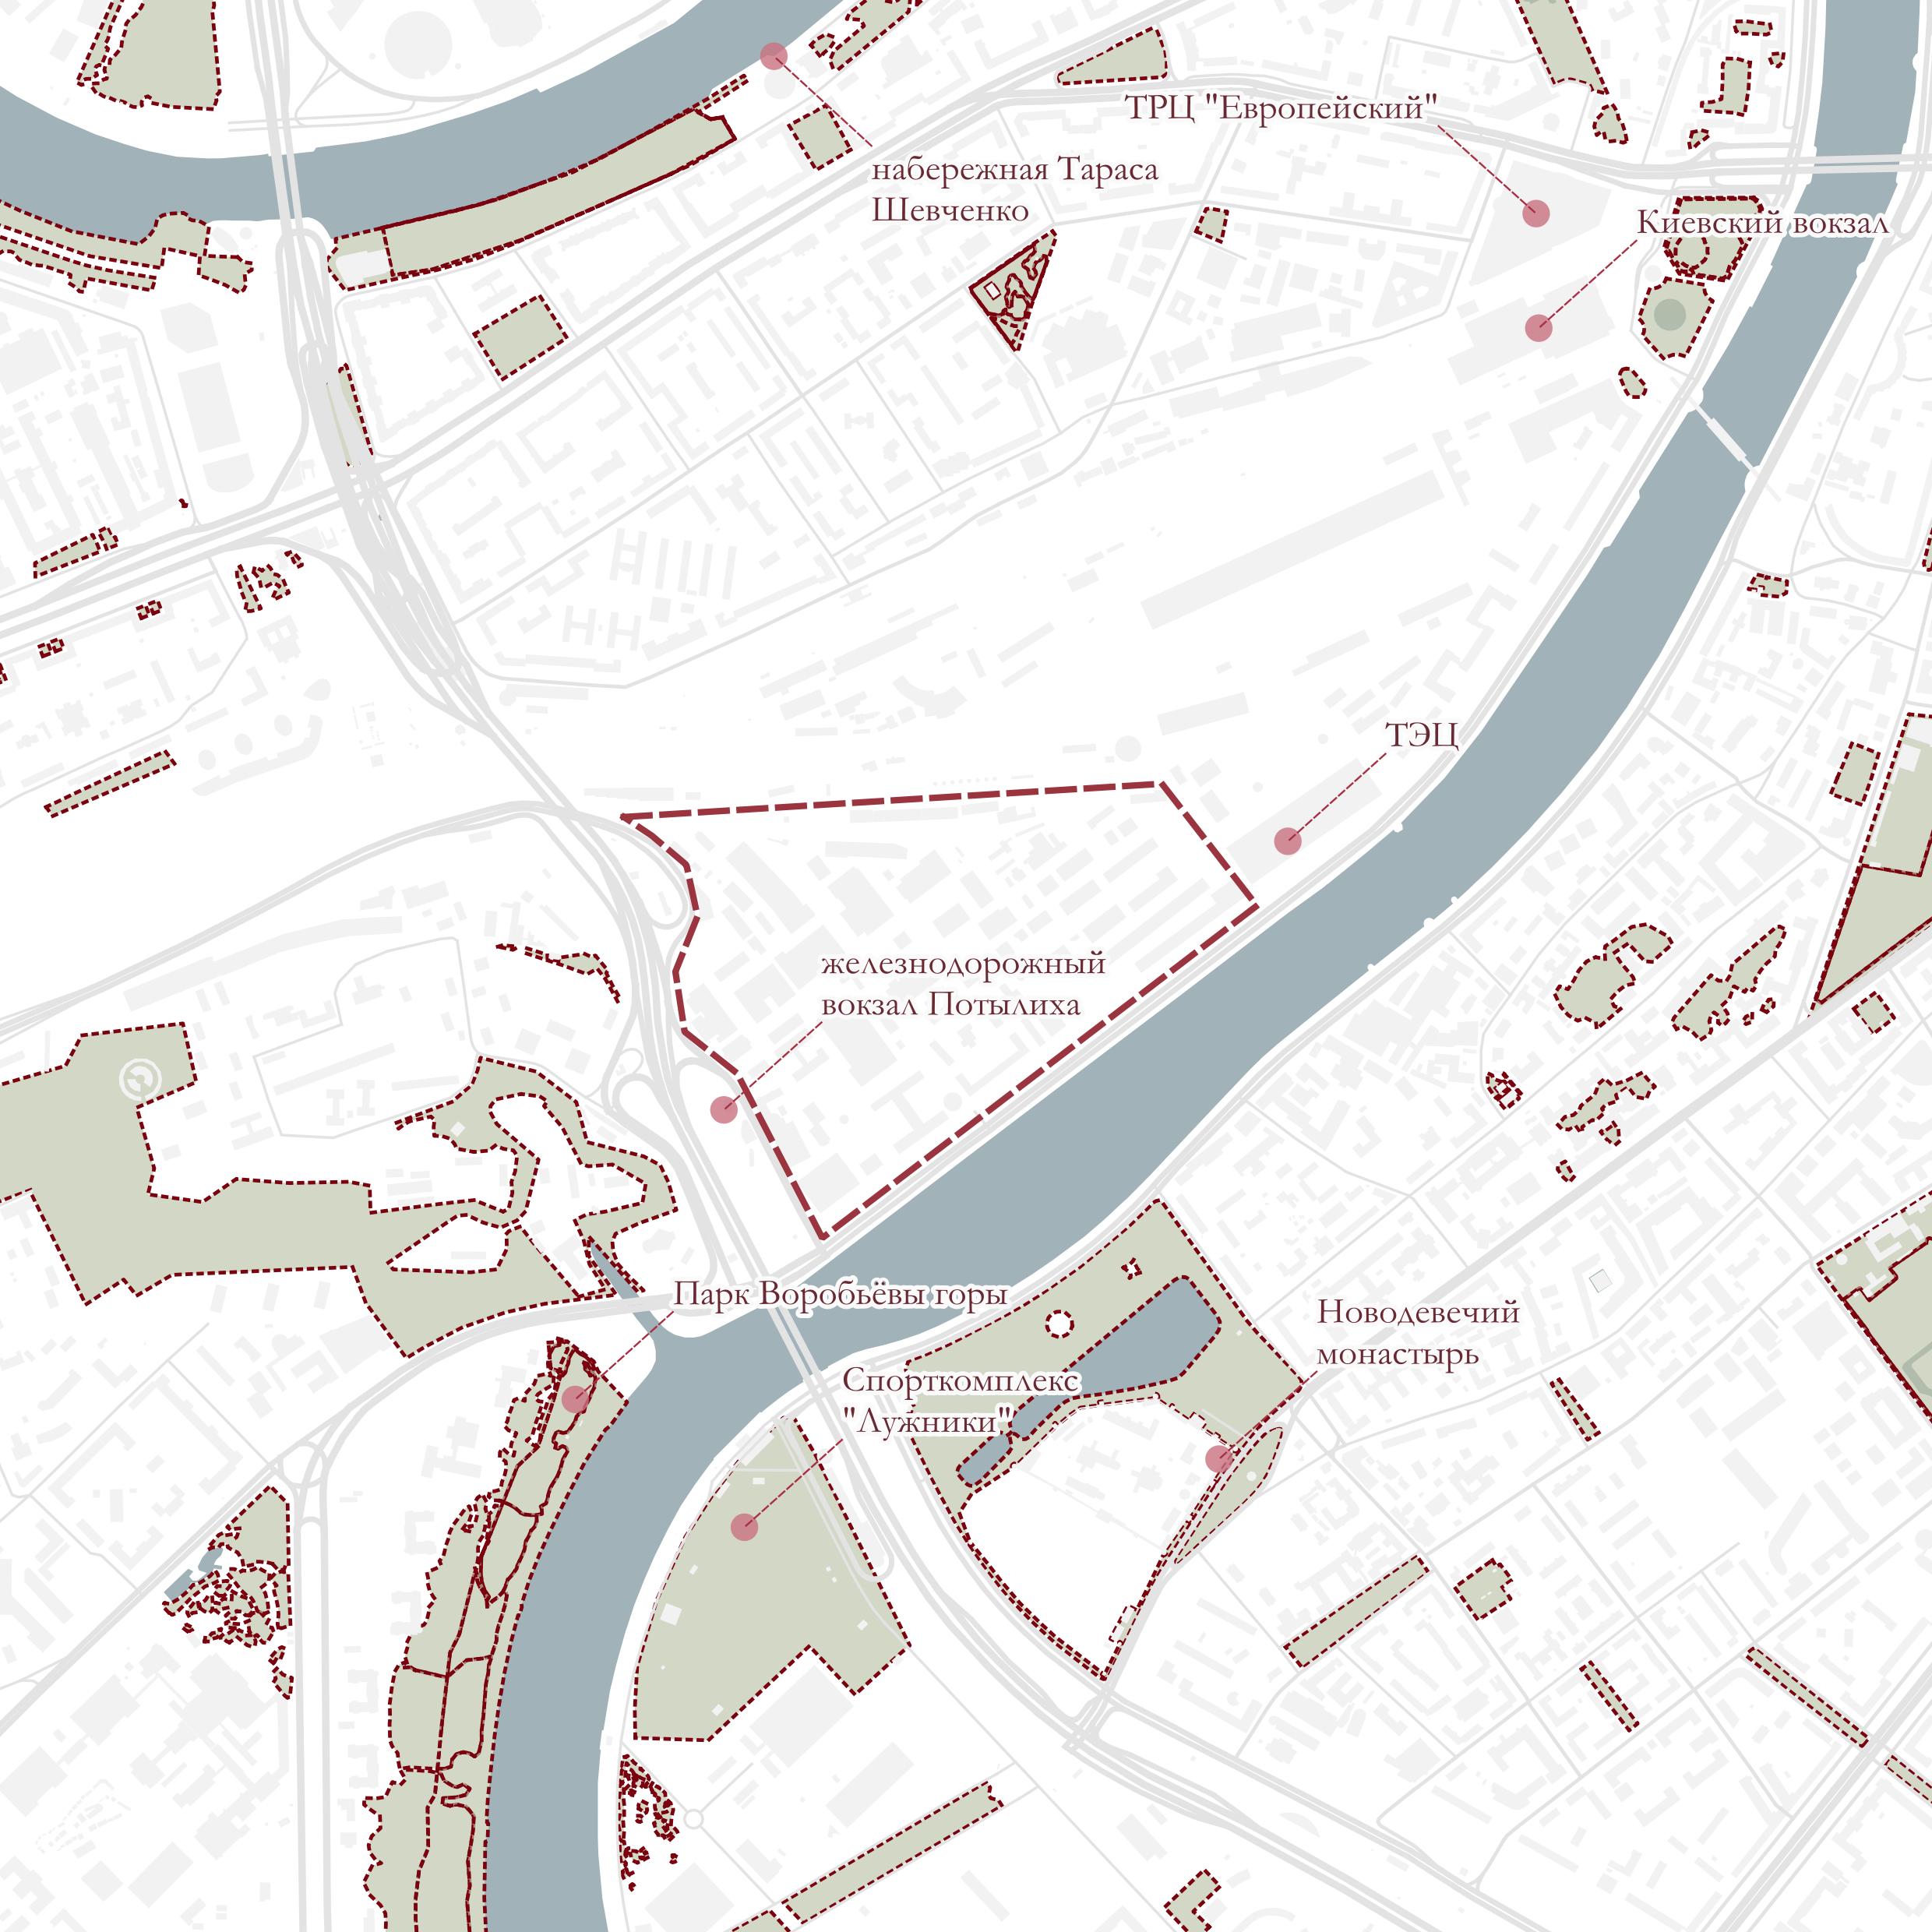 ТРЦ "Европейский"
набережная Тараса
Шевченко
Киевский вокзал
ТЭЦ
железнодорожный
вокзал Потылиха
Парк Воробьёвы горы
Новодевечий
монастырь
Спорткомплекс
"Лужники"